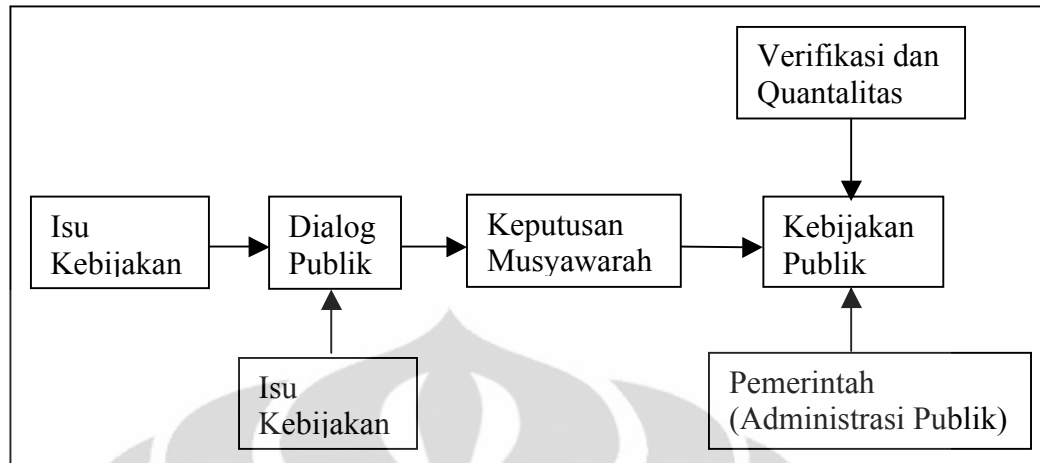 Verifikasi dan
Quantalitas
Isu
Kebijakan
Dialog
Publik
Keputusan
Musyawarah
Kebijakan
Publik
Isu
Kebijakan
Pemerintah
(Administrasi Publik)